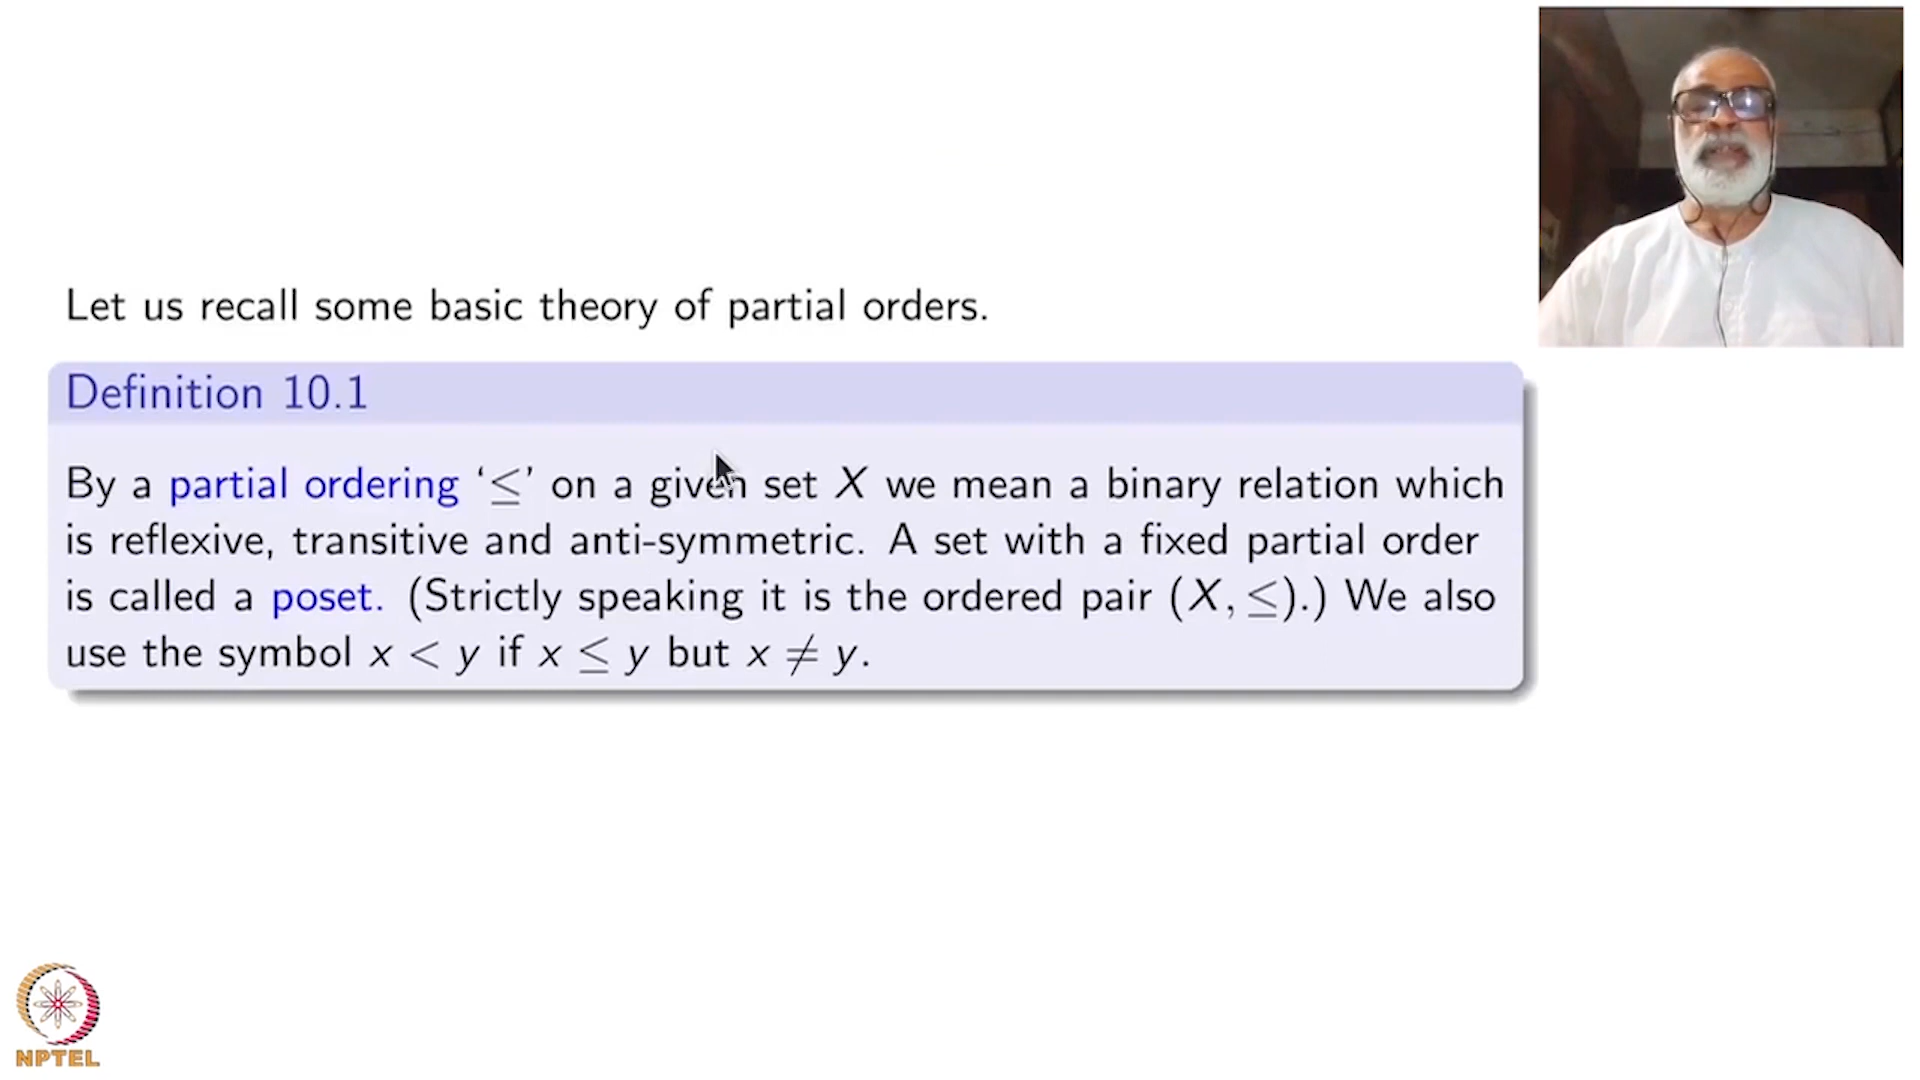 Let us recall some basic theory of partial orders.
Definition 10.1
By a partial ordering ‘≤’ on a given set X we mean a binary relation which
is reflexive, transitive and anti-symmetric. A set with a fixed partial order
is called a poset. (Strictly speaking it is the ordered pair (X, ≤).) We also
use the symbol x < y if x ≤ y but x ≠ y.
NPTEL